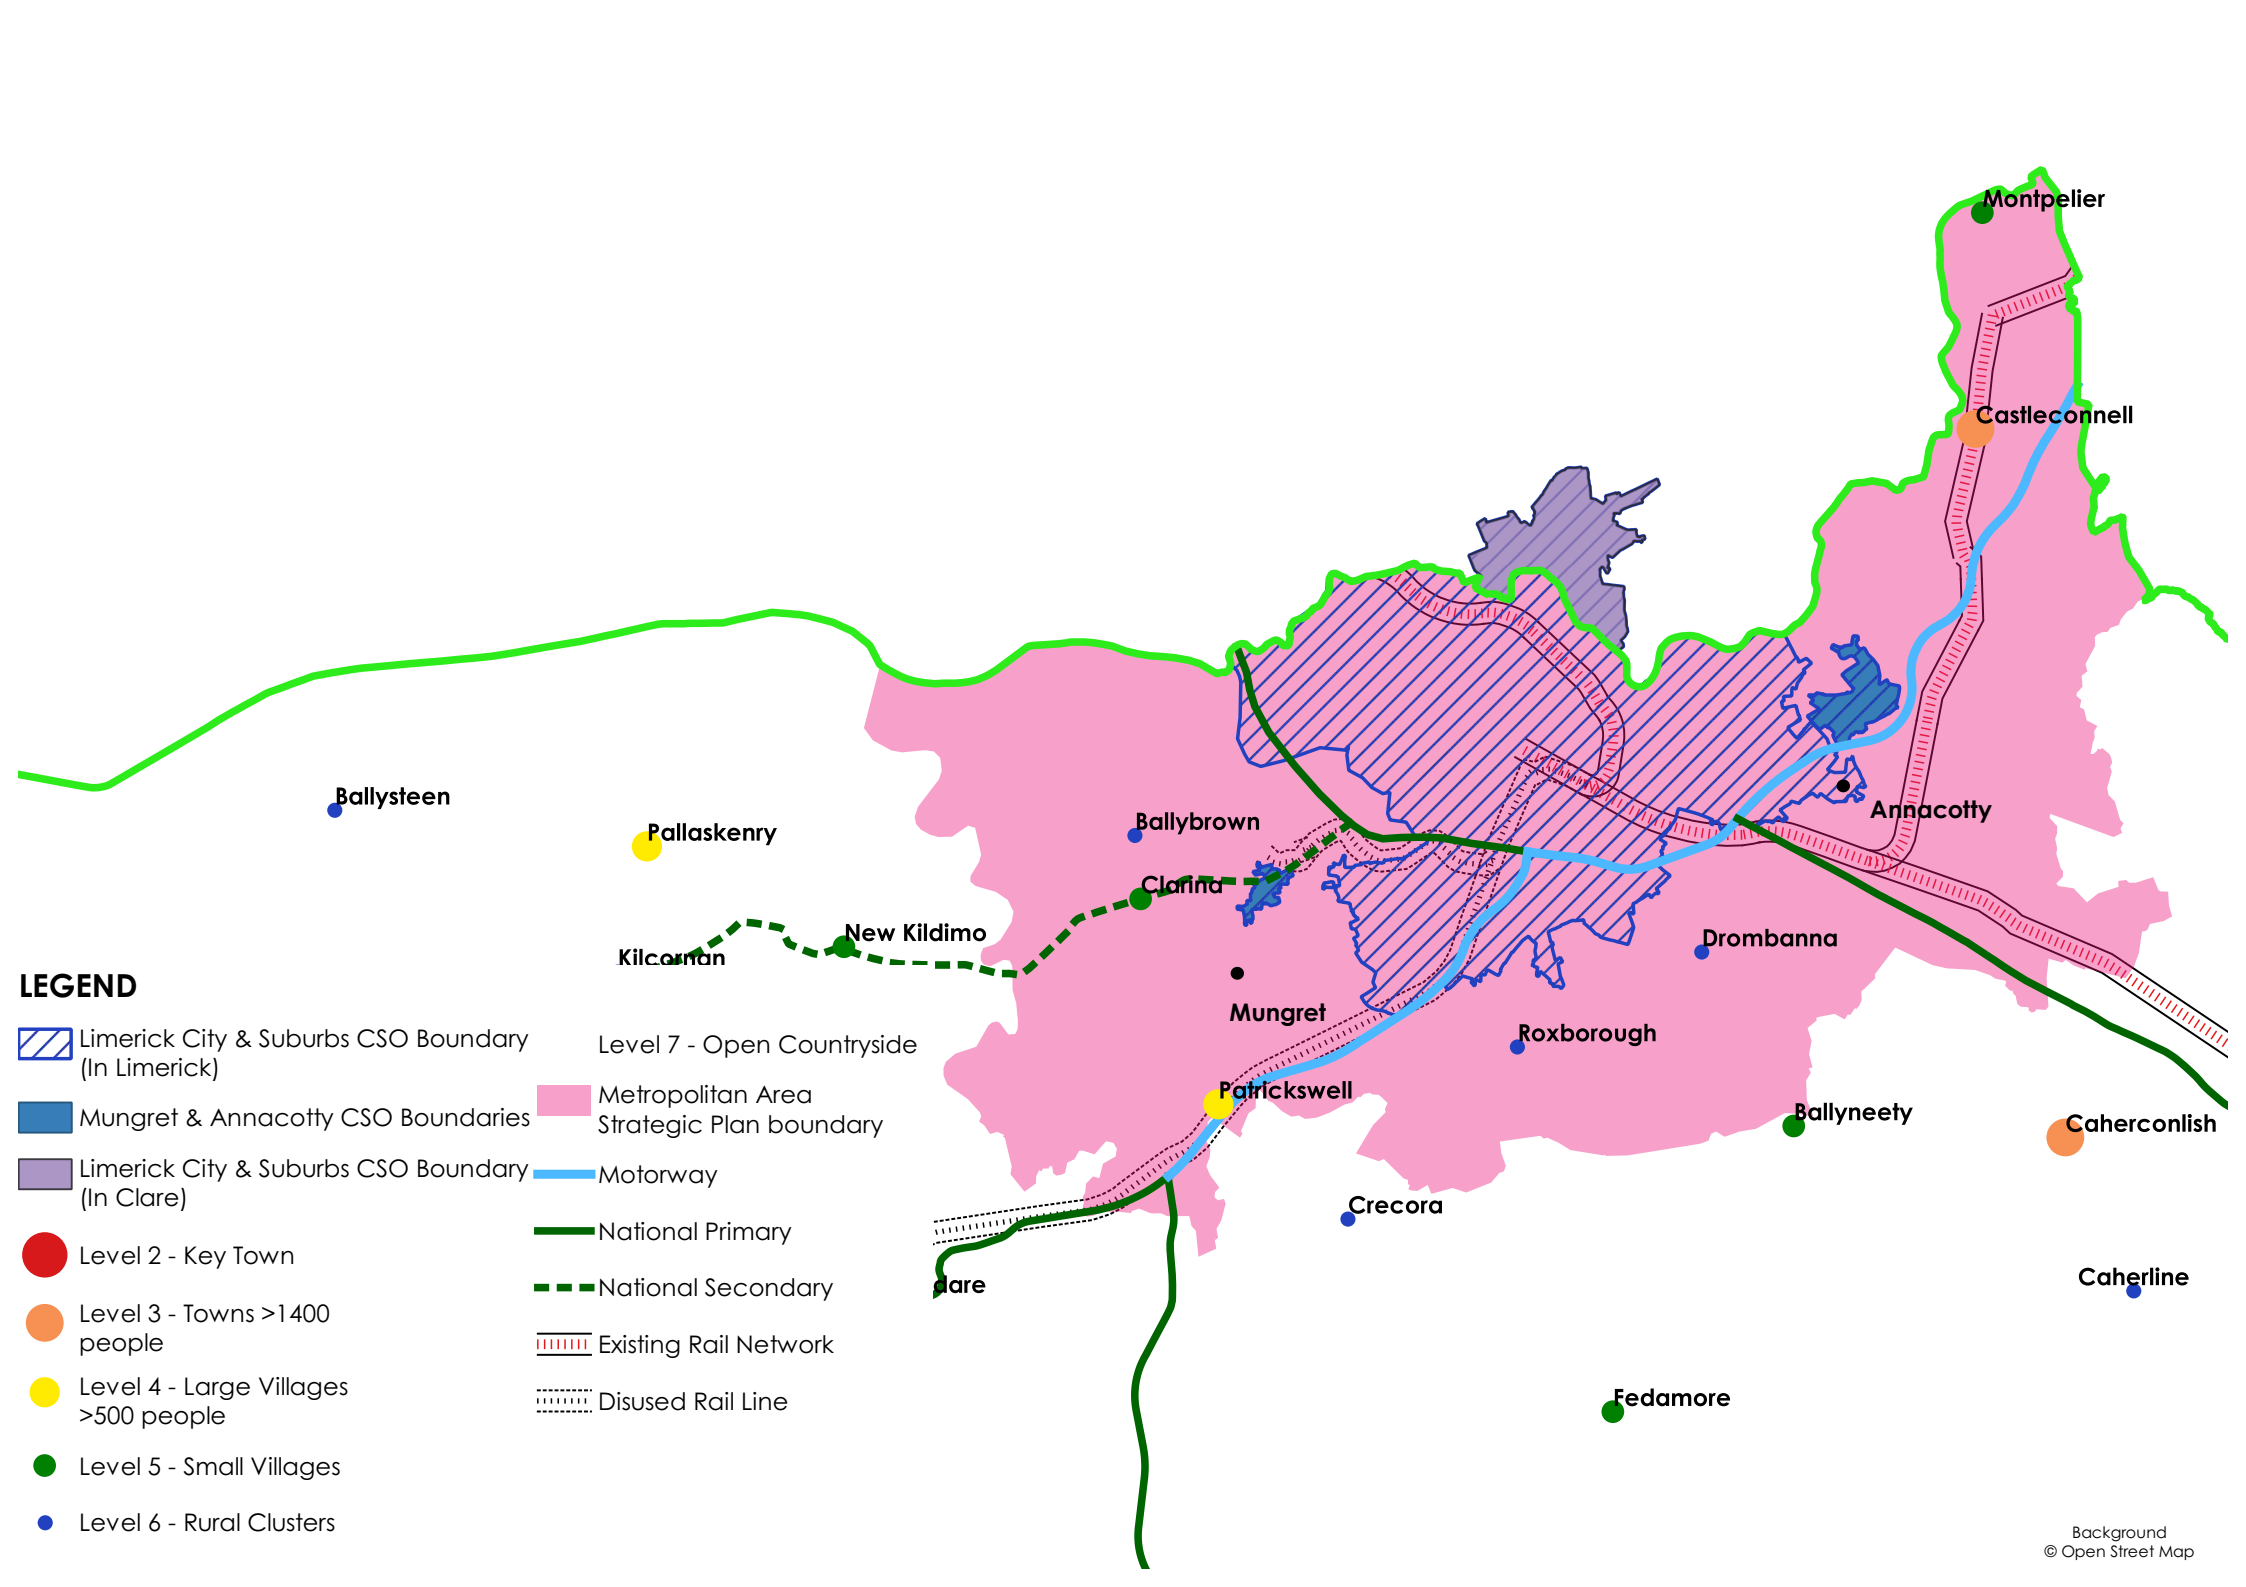 Montpelier
Castleconnell
Ballysteen
Pallaskenry
Ballybrown
Annacotty
Clarina
New Kildimo
Drombanna
Kilcornan
Mungret
Roxborough
Patrickswell
Ballyneety
Caherconlish
Crecora
Caherline
dare
Fedamore
LEGEND
Limerick City & Suburbs CSO Boundary
(In Limerick)
Mungret & Annacotty CSO Boundaries
Limerick City & Suburbs CSO Boundary
(In Clare)
Level 2 - Key Town
Level 3 - Towns >1400
people
Level 4 - Large Villages
>500 people
Level 5 - Small Villages
Level 6 - Rural Clusters
Level 7 - Open Countryside
Metropolitan Area
Strategic Plan boundary
Motorway
National Primary
National Secondary
Existing Rail Network
Disused Rail Line
Background
© Open Street Map